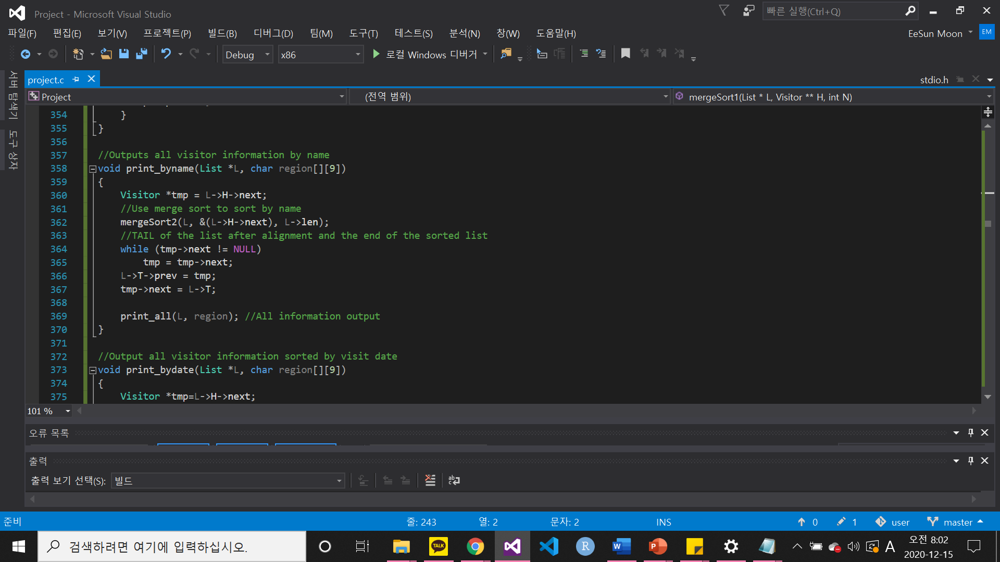 Project - Microsoft Visual Studio
빠른 실행(Ctrl+Q)
파일(F) 편집(E) 보기(V) 프로젝트(P) 빌드(B) 디버그(D) 팀(M) 도구(T) 테스트(S) 분석(N) 창(W) 도움말(H)
EeSun Moon EM
Debug x86 로컬 Windows 디버거
서버 탐색기
도구 상자
project.c
stdio.h
Project (전역 범위) mergeSort1(List * L, Visitor ** H, int N)
354 }
355 }
356
357 //Outputs all visitor information by name
358 void print_byname(List *L, char region[][9])
359 {
360 Visitor *tmp = L->H->next;
361 //Use merge sort to sort by name
362 mergeSort2(L, &(L->H->next), L->len);
363 //TAIL of the list after alignment and the end of the sorted list
364 while (tmp->next != NULL)
365 tmp = tmp->next;
366 L->T->prev = tmp;
367 tmp->next = L->T;
368
369 print_all(L, region); //All information output
370 }
371
372 //Output all visitor information sorted by visit date
373 void print_bydate(List *L, char region[][9])
374 {
375 Visitor *tmp=L->H->next;
101 %
오류 목록
출력
출력 보기 선택(S): 빌드
준비 줄: 243 열: 2 문자: 2 INS 0 1 user master
검색하려면 여기에 입력하십시오.
TALK
R
W
P
A
오전 8:02
2020-12-15